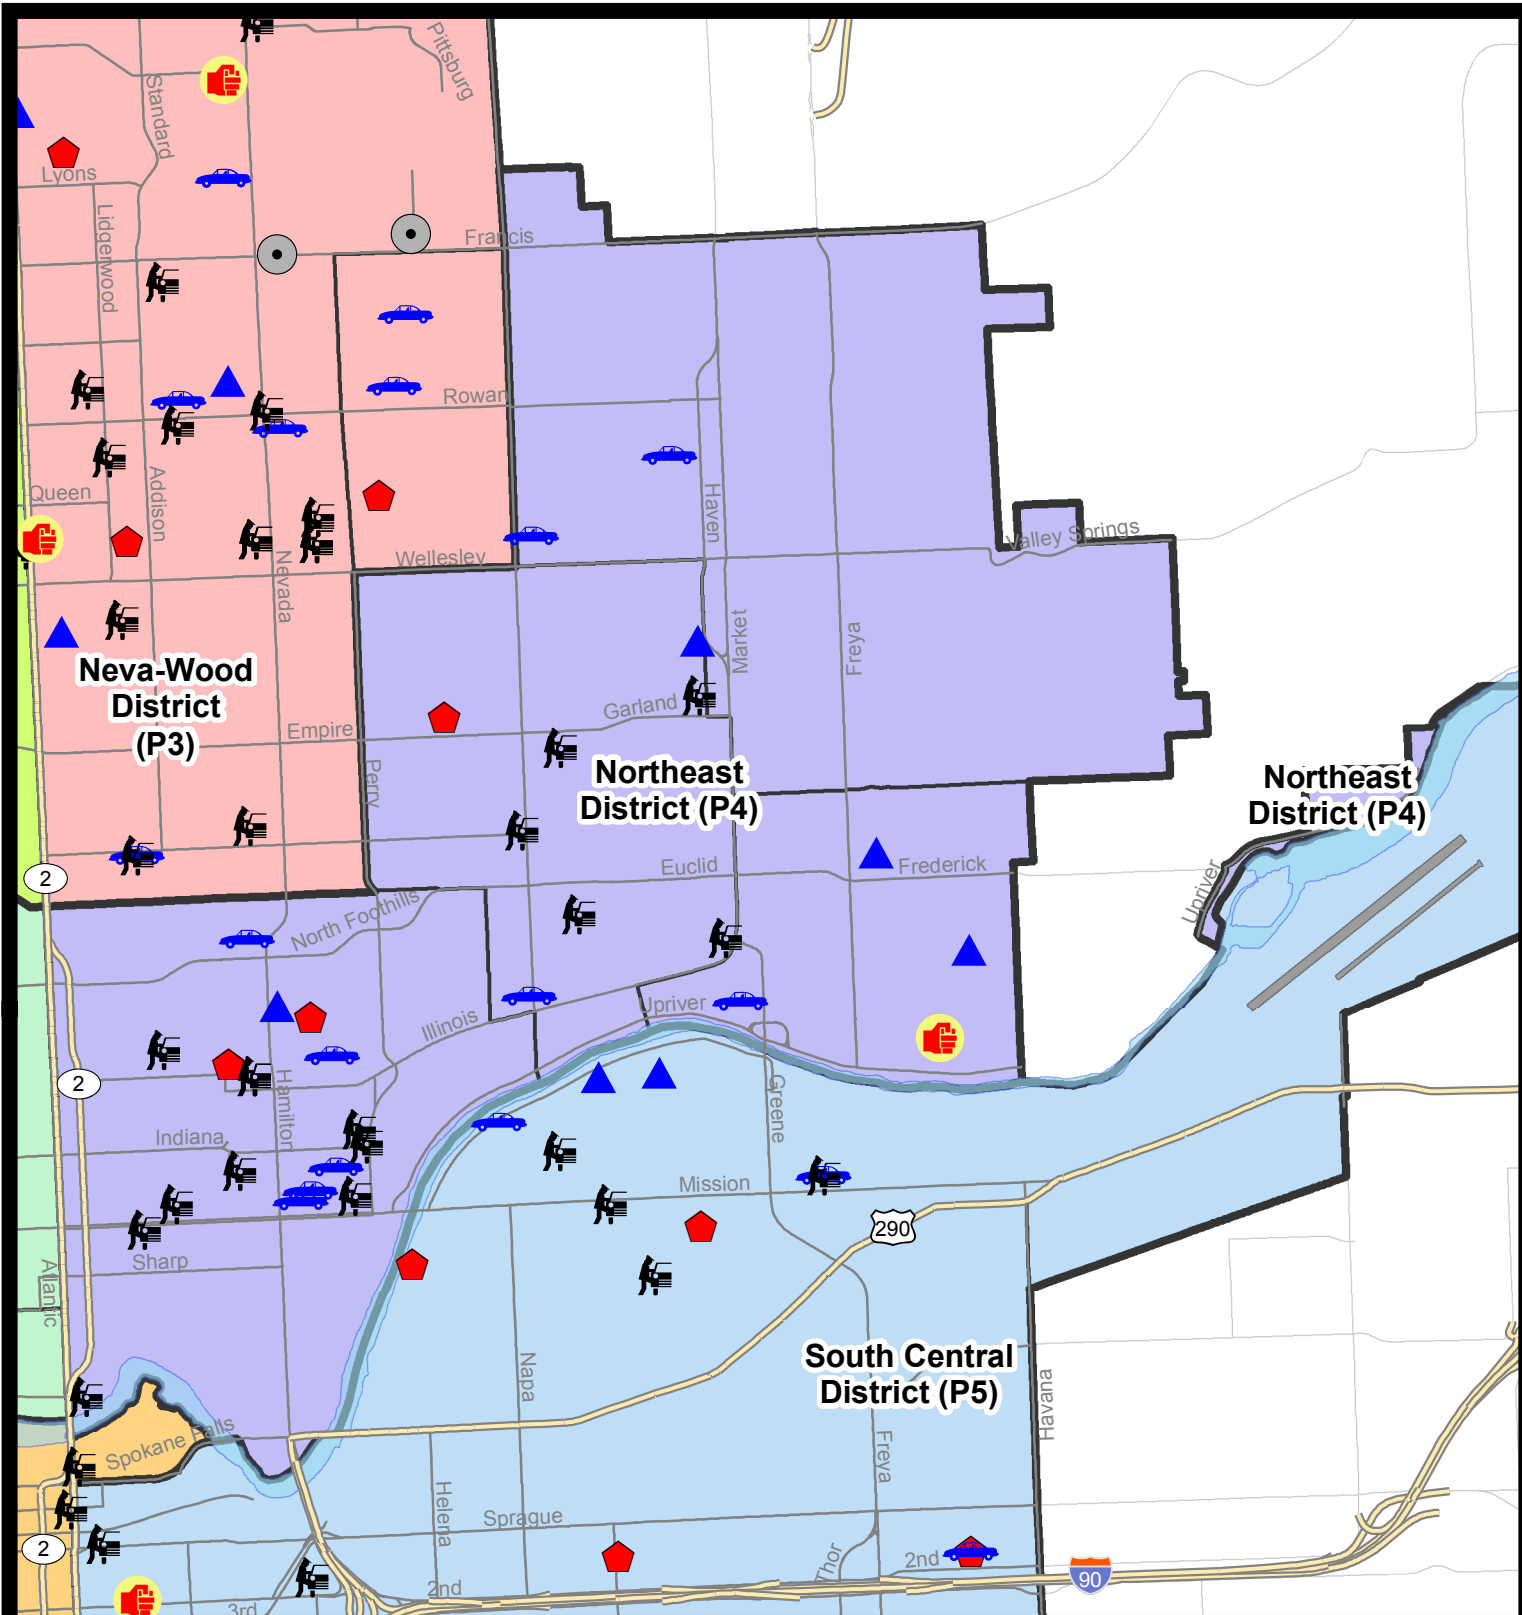 Pittsburg
Standard
Lyons
Lidgerwood
Francis
Rowan
Queen
Addison
Haven
Valley Springs
Wellesley
Nevada
Market
Freya
Neva-Wood
District
(P3)
Garland
Empire
Perry
Northeast
District (P4)
Northeast
District (P4)
Euclid
Frederick
2
Upriver
North Foothills
Upriver
Illinois
2
Hamilton
Greene
Indiana
Mission
290
Sharp
Atlantic
South Central
District (P5)
Napa
Havana
Spokane Falls
Freya
Helena
Sprague
2
Thor
2nd
90
2nd
3rd